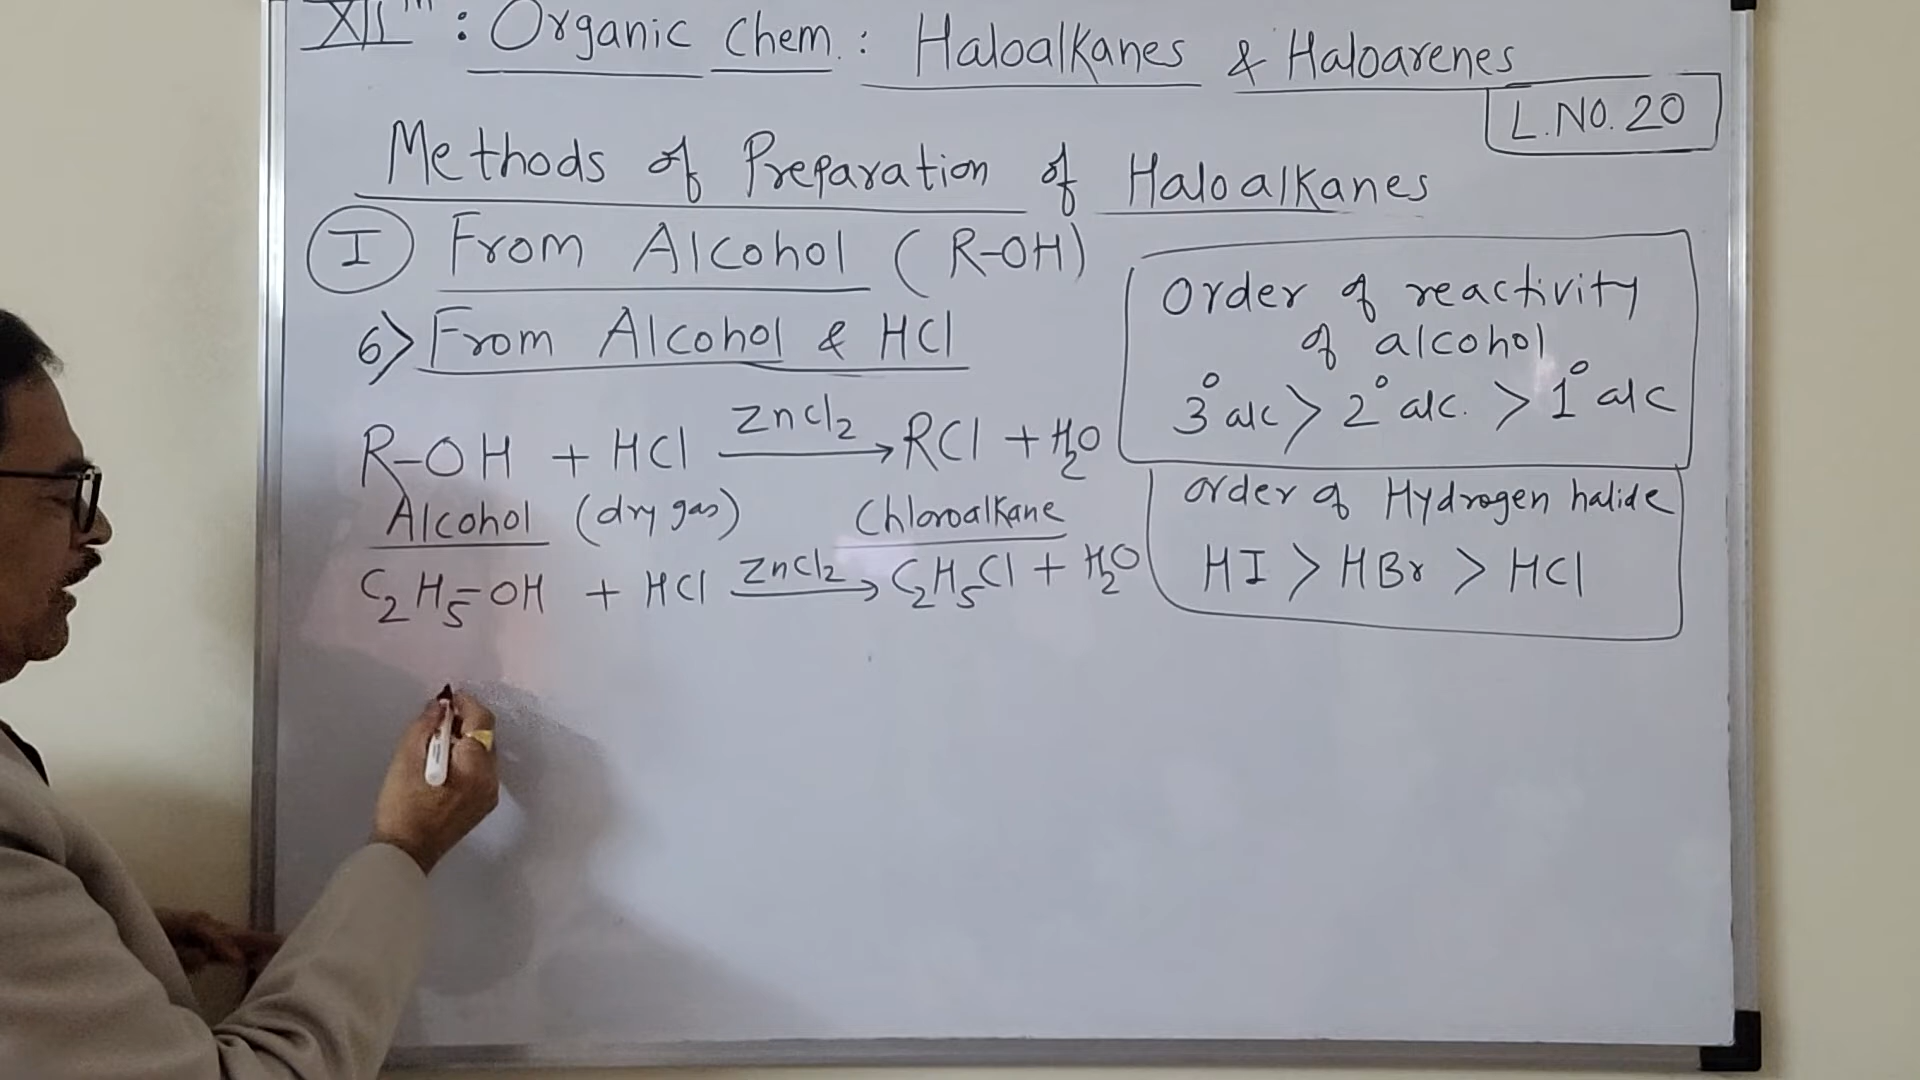 XIIth : Organic Chem : Haloalkanes & Haloarenes
L.NO. 20
Methods of Preparation of Haloalkanes
I From Alcohol (R-OH)
6) From Alcohol & HCl
R-OH + HCl ZnCl2 → RCl + H2O
Alcohol (dry gas) Chloroalkane
C2H5-OH + HCl ZnCl2 → C2H5Cl + H2O
Order of reactivity
of alcohol
3° alc > 2° alc. > 1° alc
order of Hydrogen halide
HI > HBr > HCl